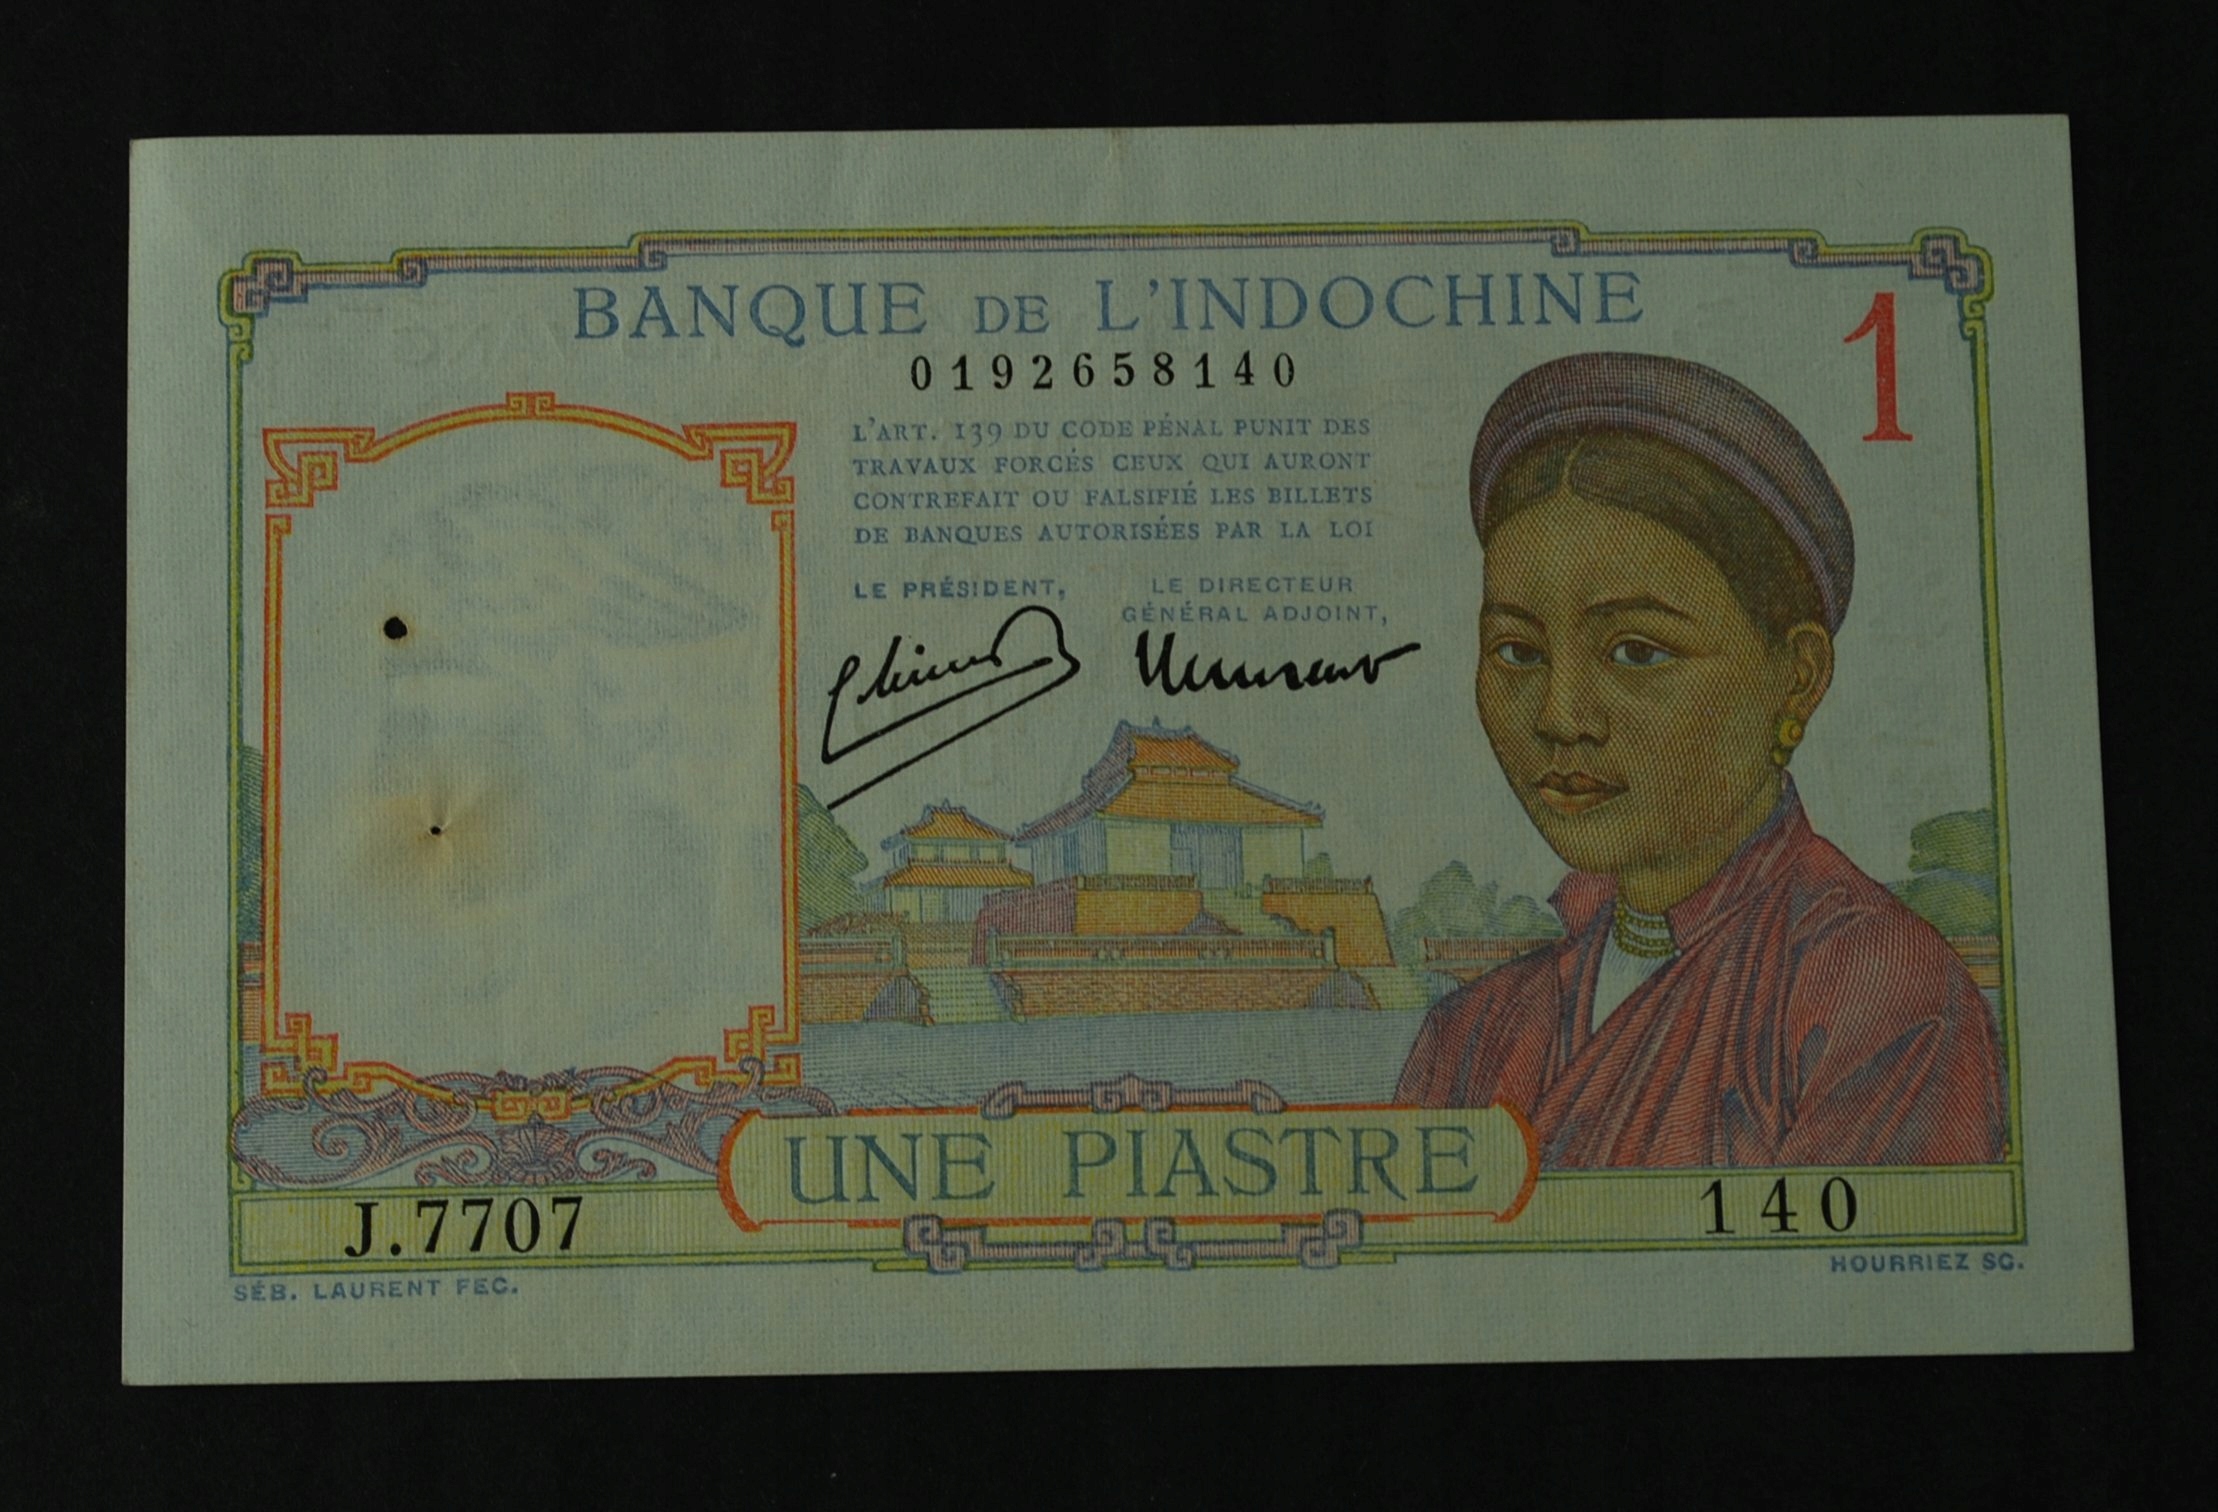 BANQUE DE L'INDOCHINE
1
0192658140
L'ART. 139 DU CODE PÉNAL PUNIT DES
TRAVAUX FORCÉS CEUX QUI AURONT
CONTREFAIT OU FALSIFIÉ LES BILLETS
DE BANQUES AUTORISÉES PAR LA LOI
LE PRÉSIDENT,
LE DIRECTEUR
GÉNÉRAL ADJOINT,
UNE PIASTRE
J.7707
140
SÉB. LAURENT FEC.
HOURRIEZ SC.